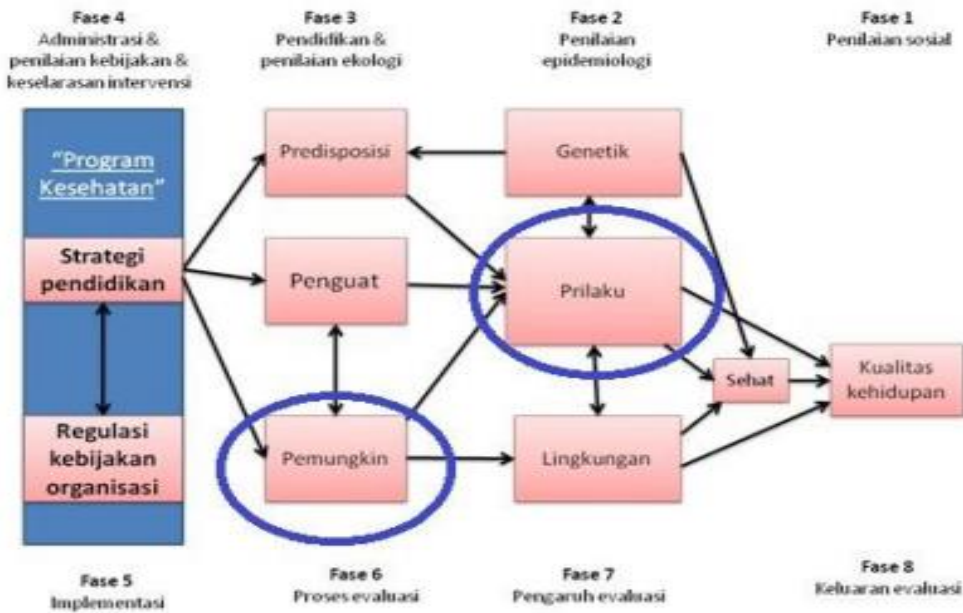 Fase 4
Administrasi &
penilaian kebijakan &
keselarasan intervensi
Fase 3
Pendidikan &
penilaian ekologi
Fase 2
Penilaian
epidemiologi
Fase 1
Penilaian sosial
"Program
Kesehatan"
Strategi
pendidikan
Regulasi
kebijakan
organisasi
Predisposisi
Penguat
Pemungkin
Genetik
Prilaku
Lingkungan
Sehat
Kualitas
kehidupan
Fase 5
Implementasi
Fase 6
Proses evaluasi
Fase 7
Pengaruh evaluasi
Fase 8
Keluaran evaluasi